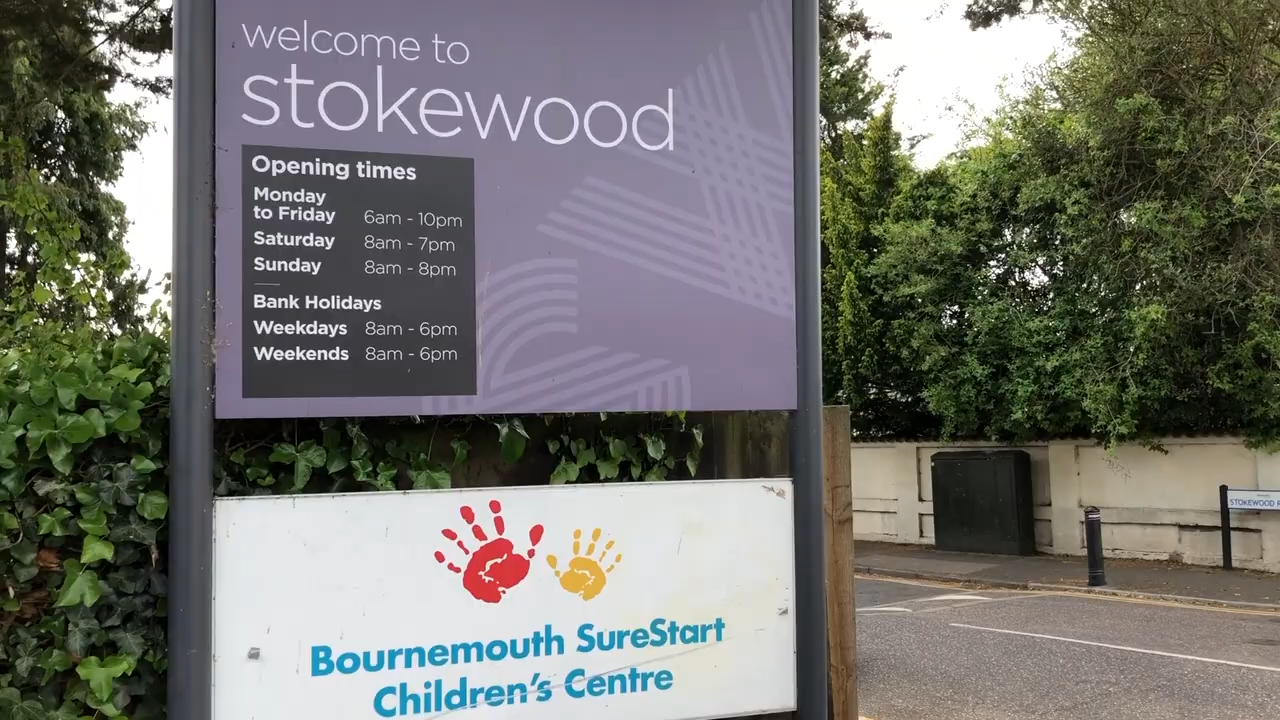 welcome to
stokewood
Opening times
Monday
to Friday 6am - 10pm
Saturday 8am - 7pm
Sunday 8am - 8pm
Bank Holidays
Weekdays 8am - 6pm
Weekends 8am - 6pm
Bournemouth SureStart
Children's Centre
STOKEWOOD